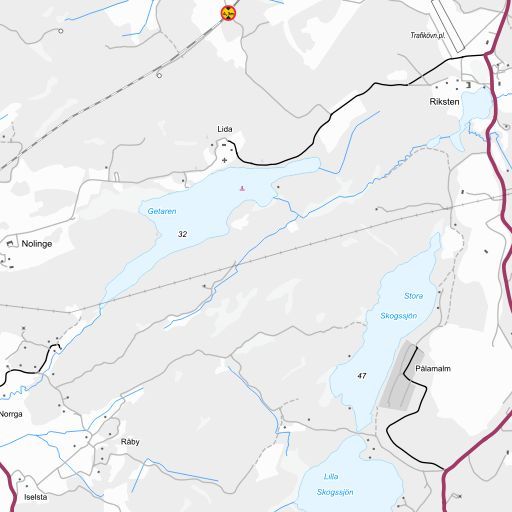 Trafikövn.pl.
Riksten
Lida
Getaren
32
Nolinge
Stora
Skogssjön
Pålamalm
47
Norrga
Råby
Lilla
Skogssjön
Iselsta